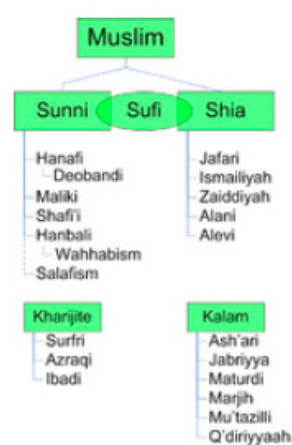 Muslim
Sunni Sufi Shia
Hanafi
Deobandi
Maliki
Shafi'i
Hanbali
Wahhabism
Salafism
Jafari
Ismailiyah
Zaiddiyah
Alani
Alevi
Kharijite
Surfri
Azraqi
Ibadi
Kalam
Ash'ari
Jabriyya
Maturdi
Marjih
Mu'tazilli
Q'diriyyaah